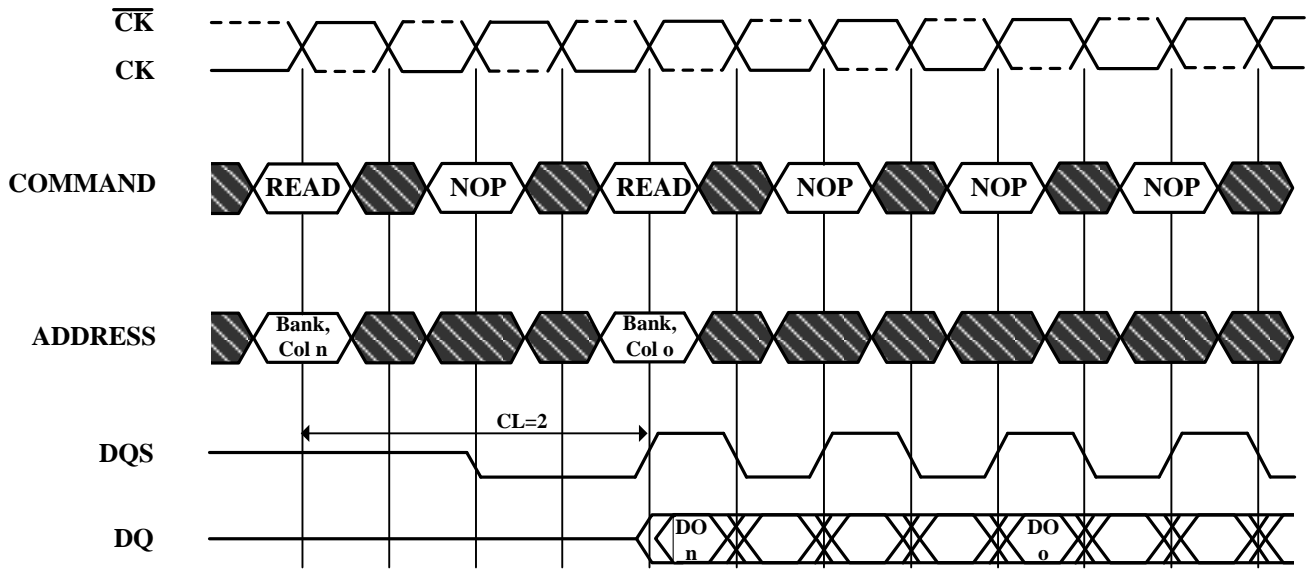 CK
CK
COMMAND
READ
NOP
READ
NOP
NOP
NOP
ADDRESS
Bank,
Col n
Bank,
Col o
CL=2
DQS
DQ
DO
n
DO
o